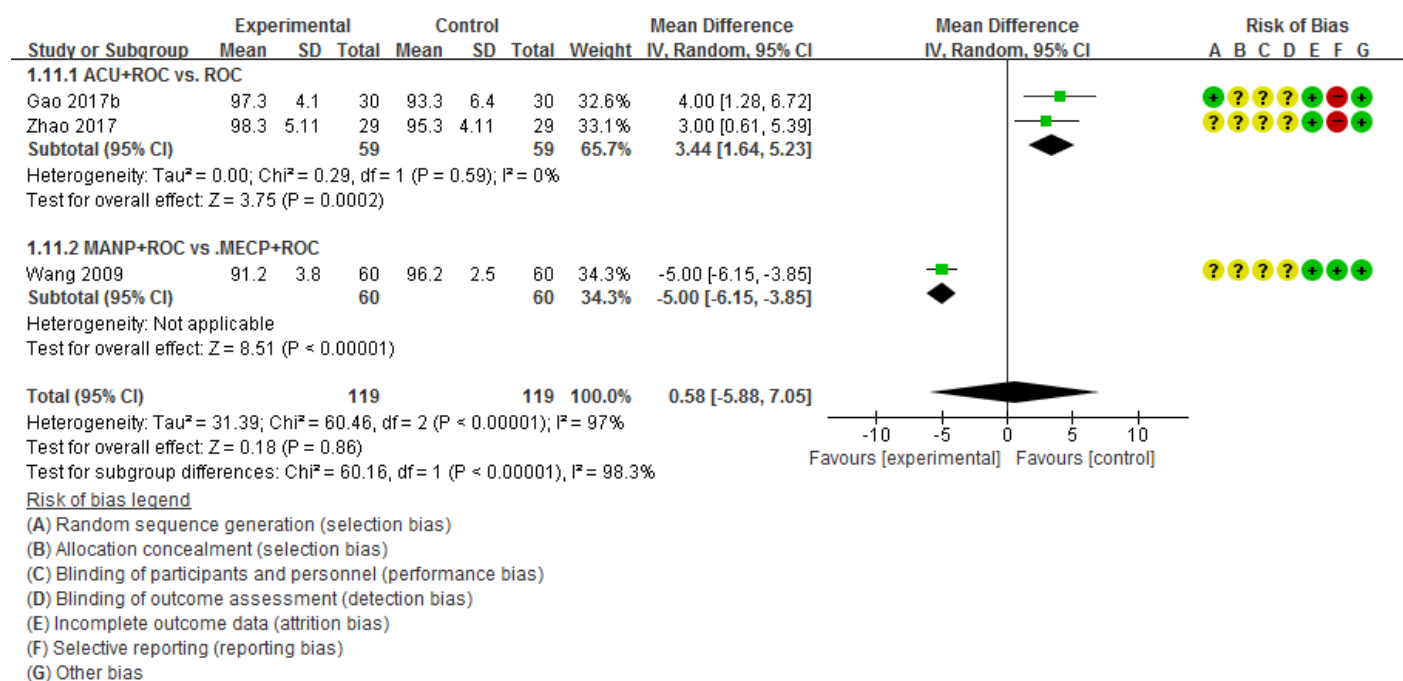 Experimental Control Mean Difference Mean Difference Risk of Bias
Study or Subgroup Mean SD Total Mean SD Total Weight IV, Random, 95% CI IV, Random, 95% CI A B C D E F G
1.11.1 ACU+ROC vs. ROC
Gao 2017b 97.3 4.1 30 93.3 6.4 30 32.6% 4.00 [1.28, 6.72] + ? ? ? + − +
Zhao 2017 98.3 5.11 29 95.3 4.11 29 33.1% 3.00 [0.61, 5.39] ? ? ? ? + − +
Subtotal (95% CI) 59 59 65.7% 3.44 [1.64, 5.23]
Heterogeneity: Tau² = 0.00; Chi² = 0.29, df = 1 (P = 0.59); I² = 0%
Test for overall effect: Z = 3.75 (P = 0.0002)
1.11.2 MANP+ROC vs .MECP+ROC
Wang 2009 91.2 3.8 60 96.2 2.5 60 34.3% -5.00 [-6.15, -3.85] ? ? ? ? + + +
Subtotal (95% CI) 60 60 34.3% -5.00 [-6.15, -3.85]
Heterogeneity: Not applicable
Test for overall effect: Z = 8.51 (P < 0.00001)
Total (95% CI) 119 119 100.0% 0.58 [-5.88, 7.05]
Heterogeneity: Tau² = 31.39; Chi² = 60.46, df = 2 (P < 0.00001); I² = 97%
Test for overall effect: Z = 0.18 (P = 0.86)
Test for subgroup differences: Chi² = 60.16, df = 1 (P < 0.00001), I² = 98.3%
-10 -5 0 5 10
Favours [experimental] Favours [control]
Risk of bias legend
(A) Random sequence generation (selection bias)
(B) Allocation concealment (selection bias)
(C) Blinding of participants and personnel (performance bias)
(D) Blinding of outcome assessment (detection bias)
(E) Incomplete outcome data (attrition bias)
(F) Selective reporting (reporting bias)
(G) Other bias